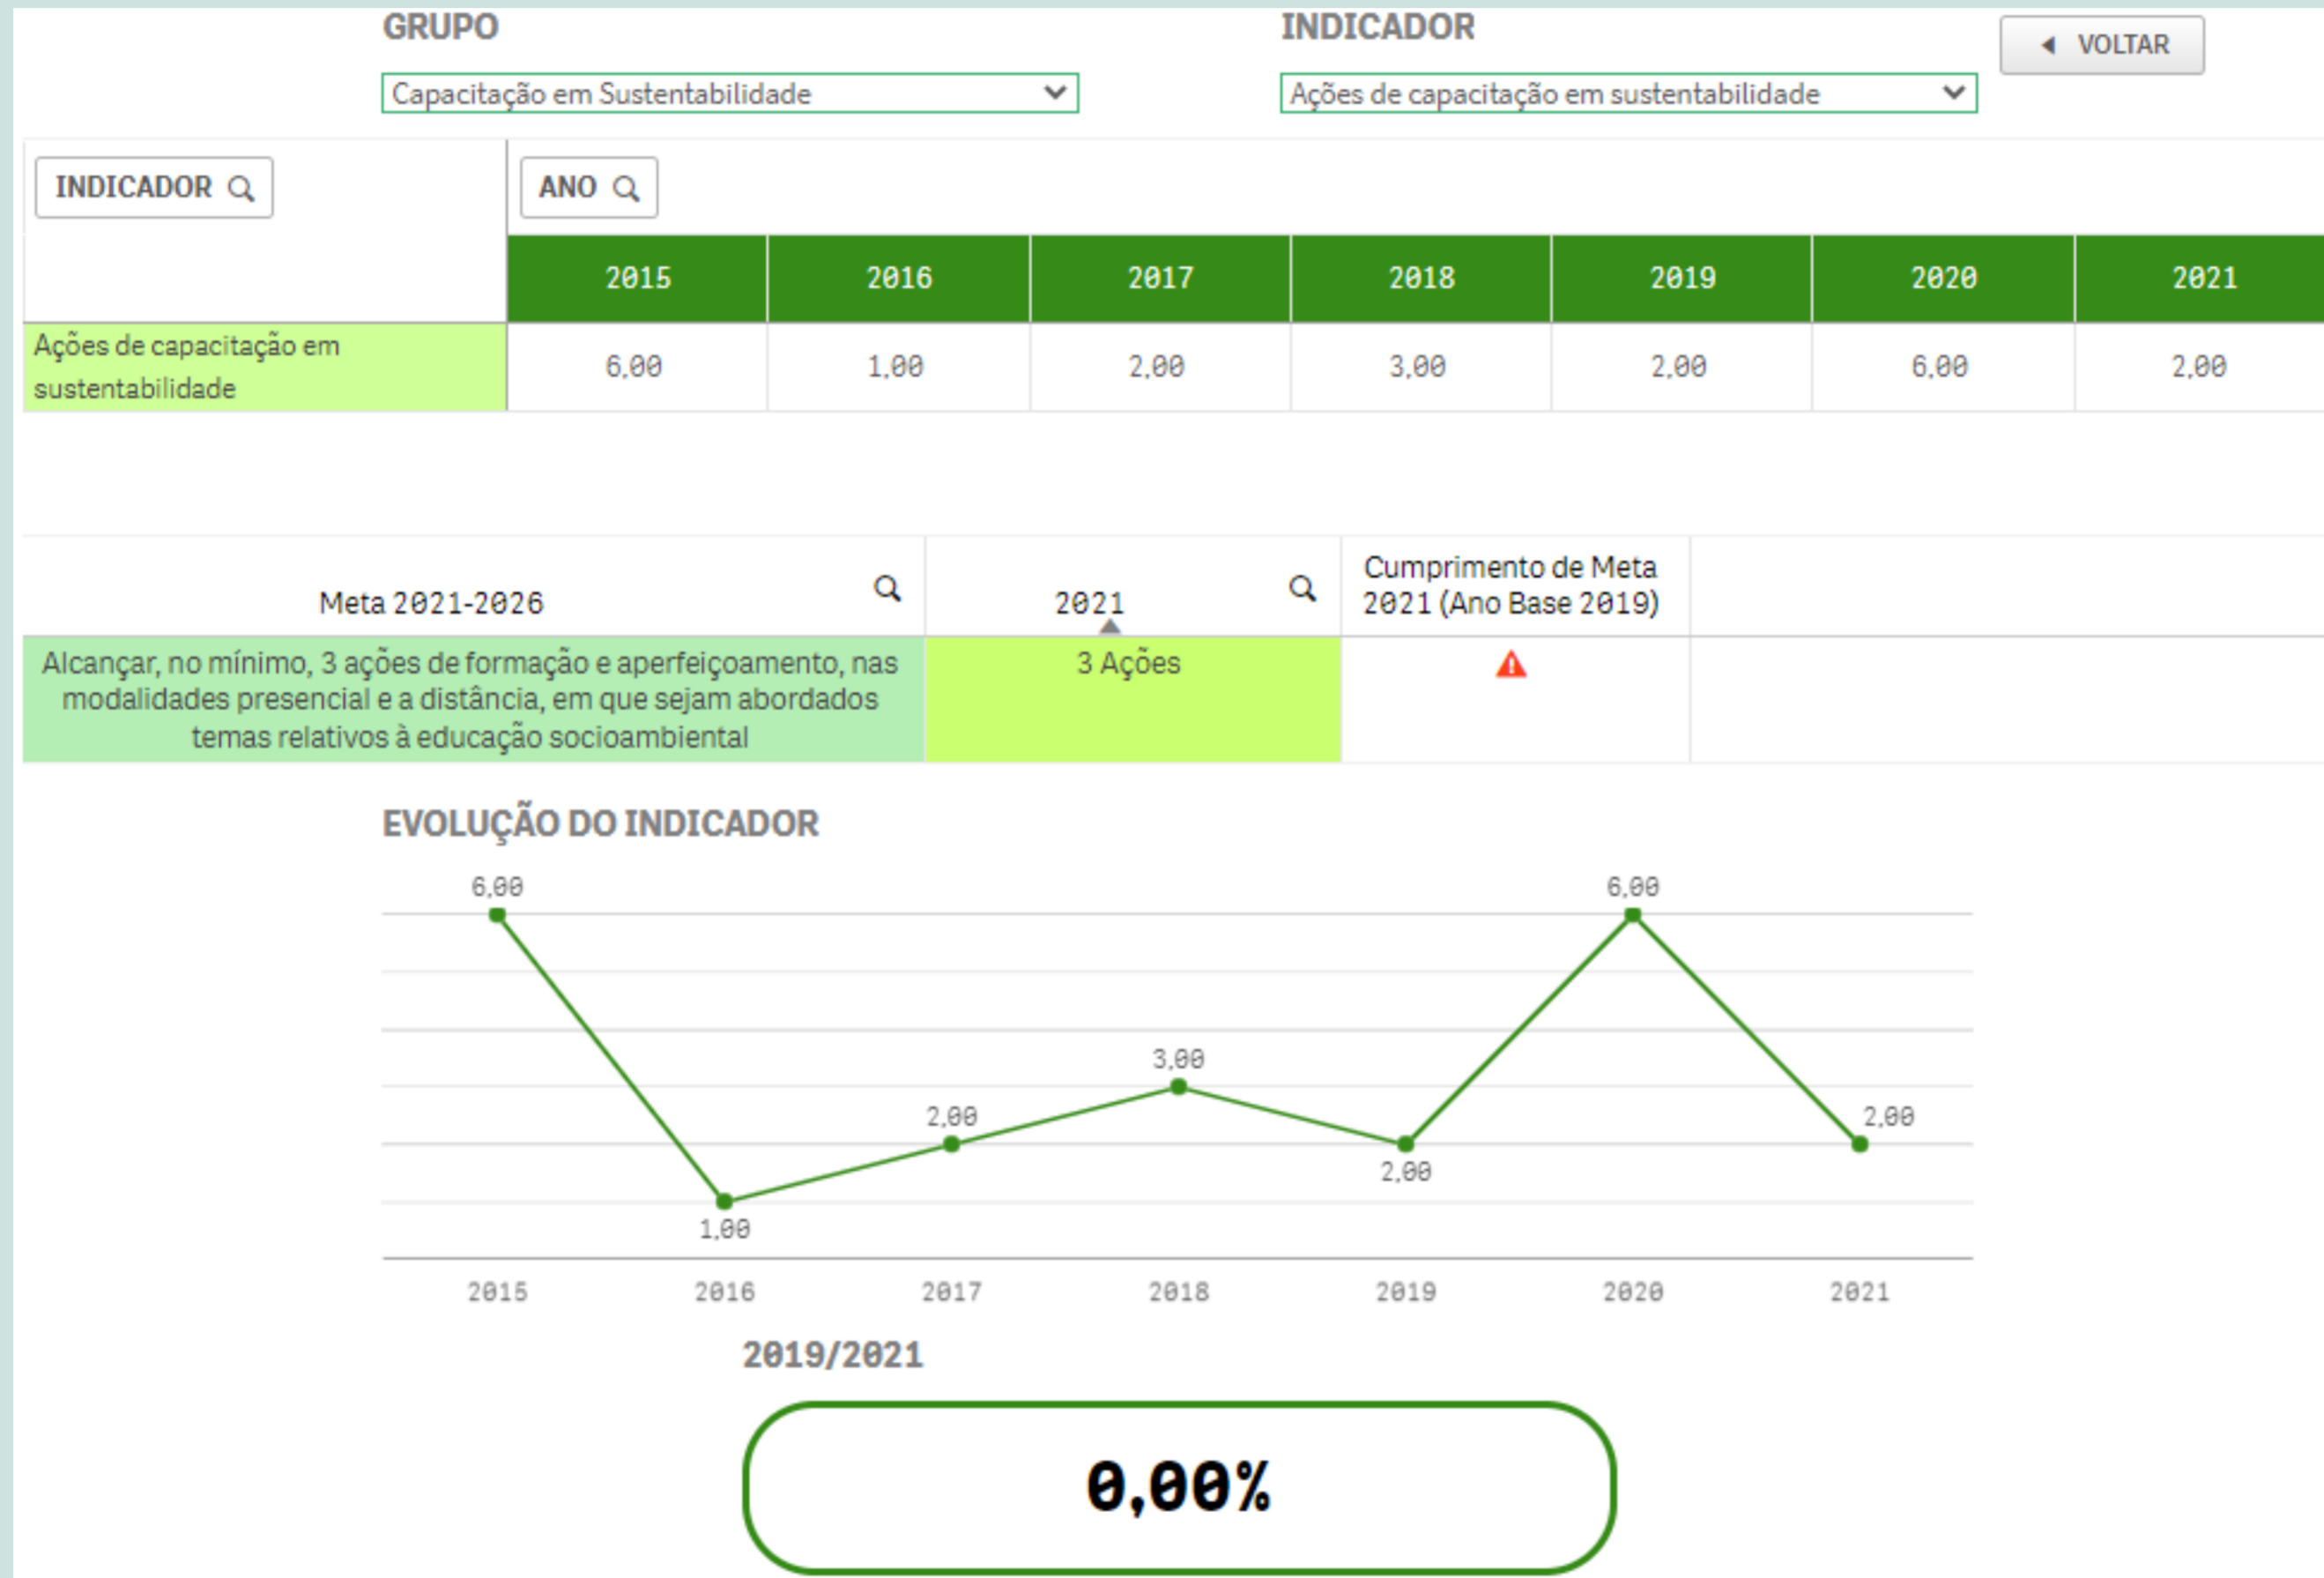 GRUPO
INDICADOR
VOLTAR
Capacitação em Sustentabilidade
Ações de capacitação em sustentabilidade
INDICADOR
ANO
2015 2016 2017 2018 2019 2020 2021
Ações de capacitação em
sustentabilidade
6,00 1,00 2,00 3,00 2,00 6,00 2,00
Meta 2021-2026
2021
Cumprimento de Meta
2021 (Ano Base 2019)
Alcançar, no mínimo, 3 ações de formação e aperfeiçoamento, nas
modalidades presencial e a distância, em que sejam abordados
temas relativos à educação socioambiental
3 Ações
EVOLUÇÃO DO INDICADOR
6,00
6,00
3,00
2,00
2,00
2,00
1,00
2015 2016 2017 2018 2019 2020 2021
2019/2021
0,00%